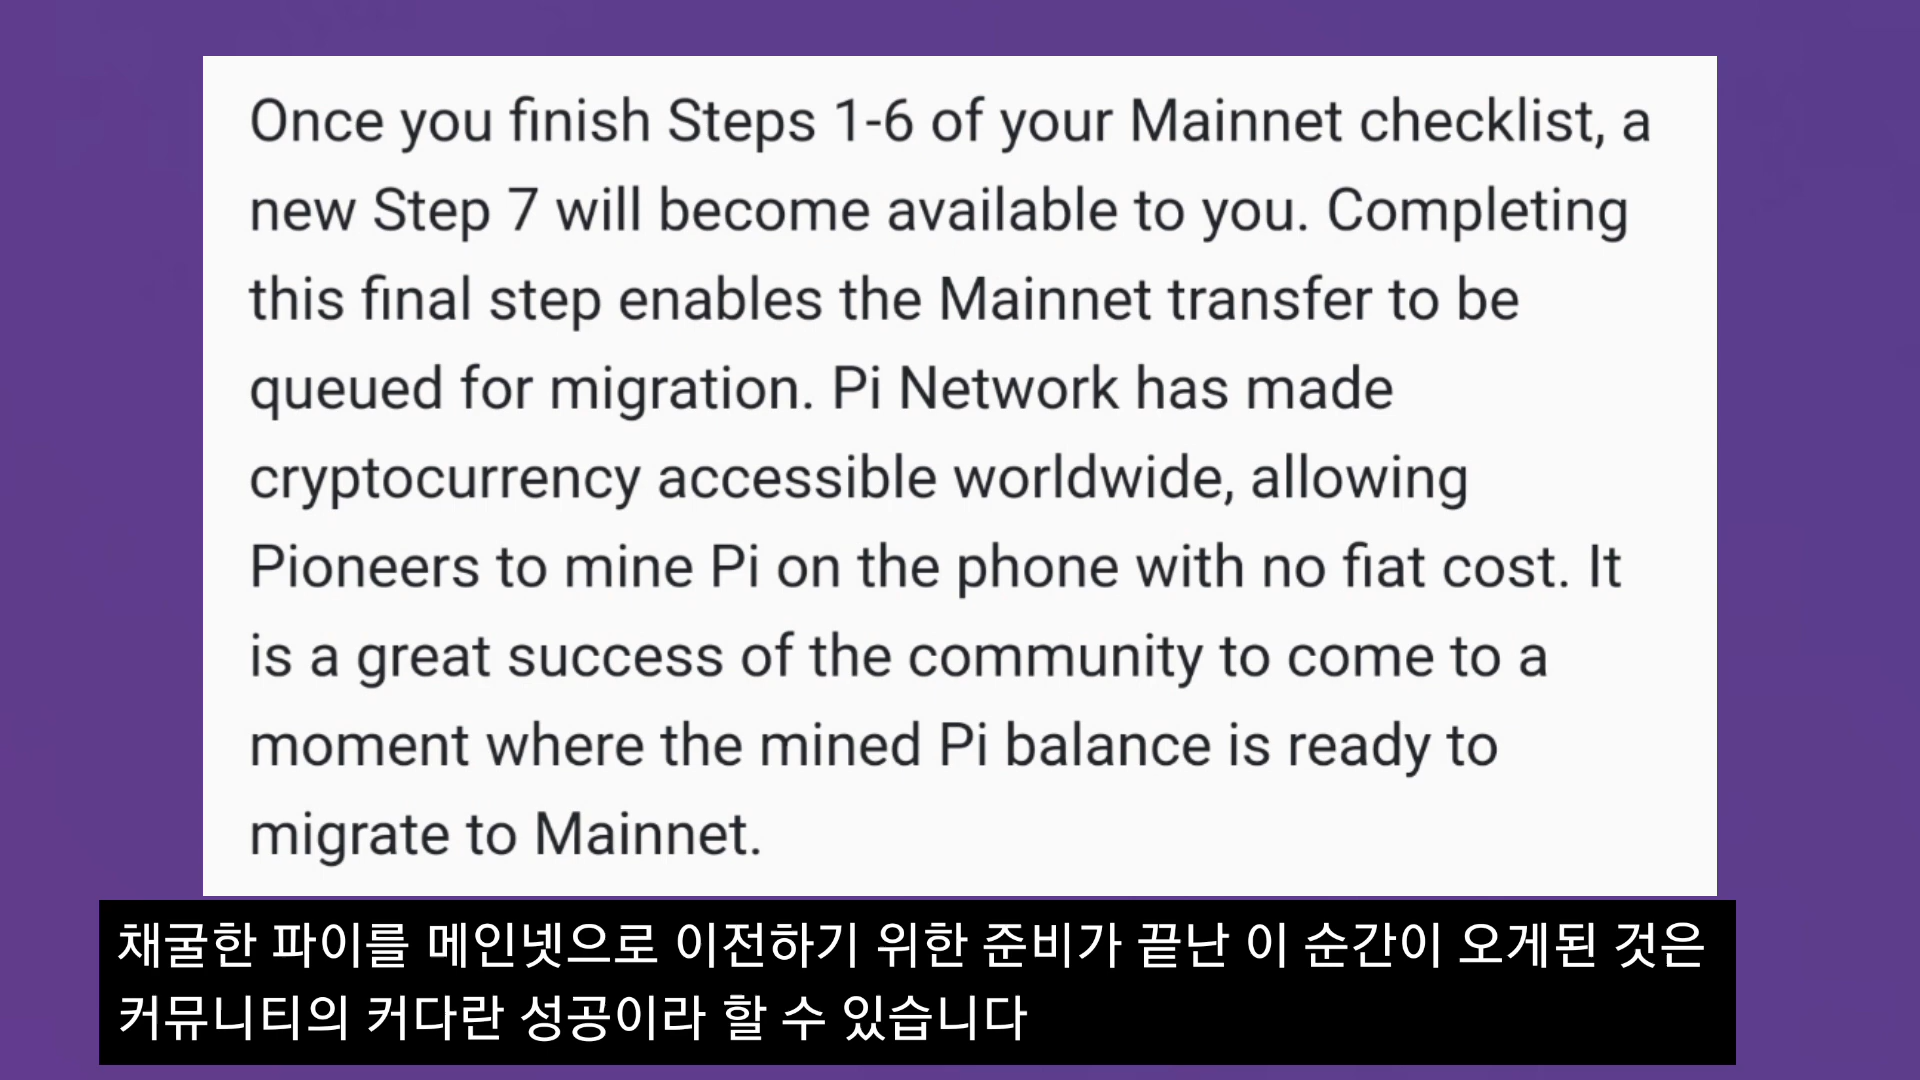 Once you finish Steps 1-6 of your Mainnet checklist, a
new Step 7 will become available to you. Completing
this final step enables the Mainnet transfer to be
queued for migration. Pi Network has made
cryptocurrency accessible worldwide, allowing
Pioneers to mine Pi on the phone with no fiat cost. It
is a great success of the community to come to a
moment where the mined Pi balance is ready to
migrate to Mainnet.
채굴한 파이를 메인넷으로 이전하기 위한 준비가 끝난 이 순간이 오게된 것은
커뮤니티의 커다란 성공이라 할 수 있습니다